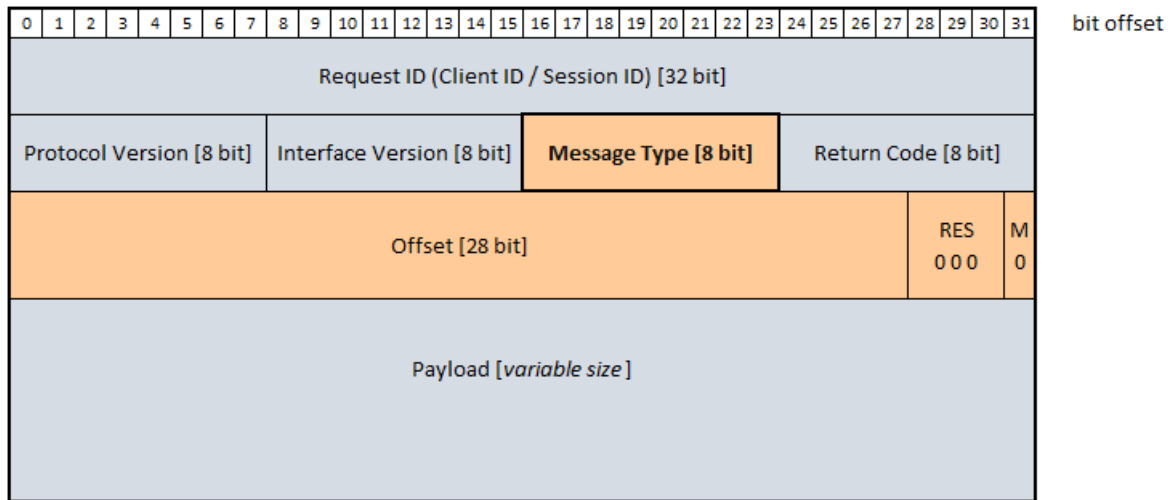 0 1 2 3 4 5 6 7 8 9 10 11 12 13 14 15 16 17 18 19 20 21 22 23 24 25 26 27 28 29 30 31 bit offset
Request ID (Client ID / Session ID) [32 bit]
Protocol Version [8 bit] Interface Version [8 bit] Message Type [8 bit] Return Code [8 bit]
Offset [28 bit] RES M
0 0 0 0
Payload [variable size]